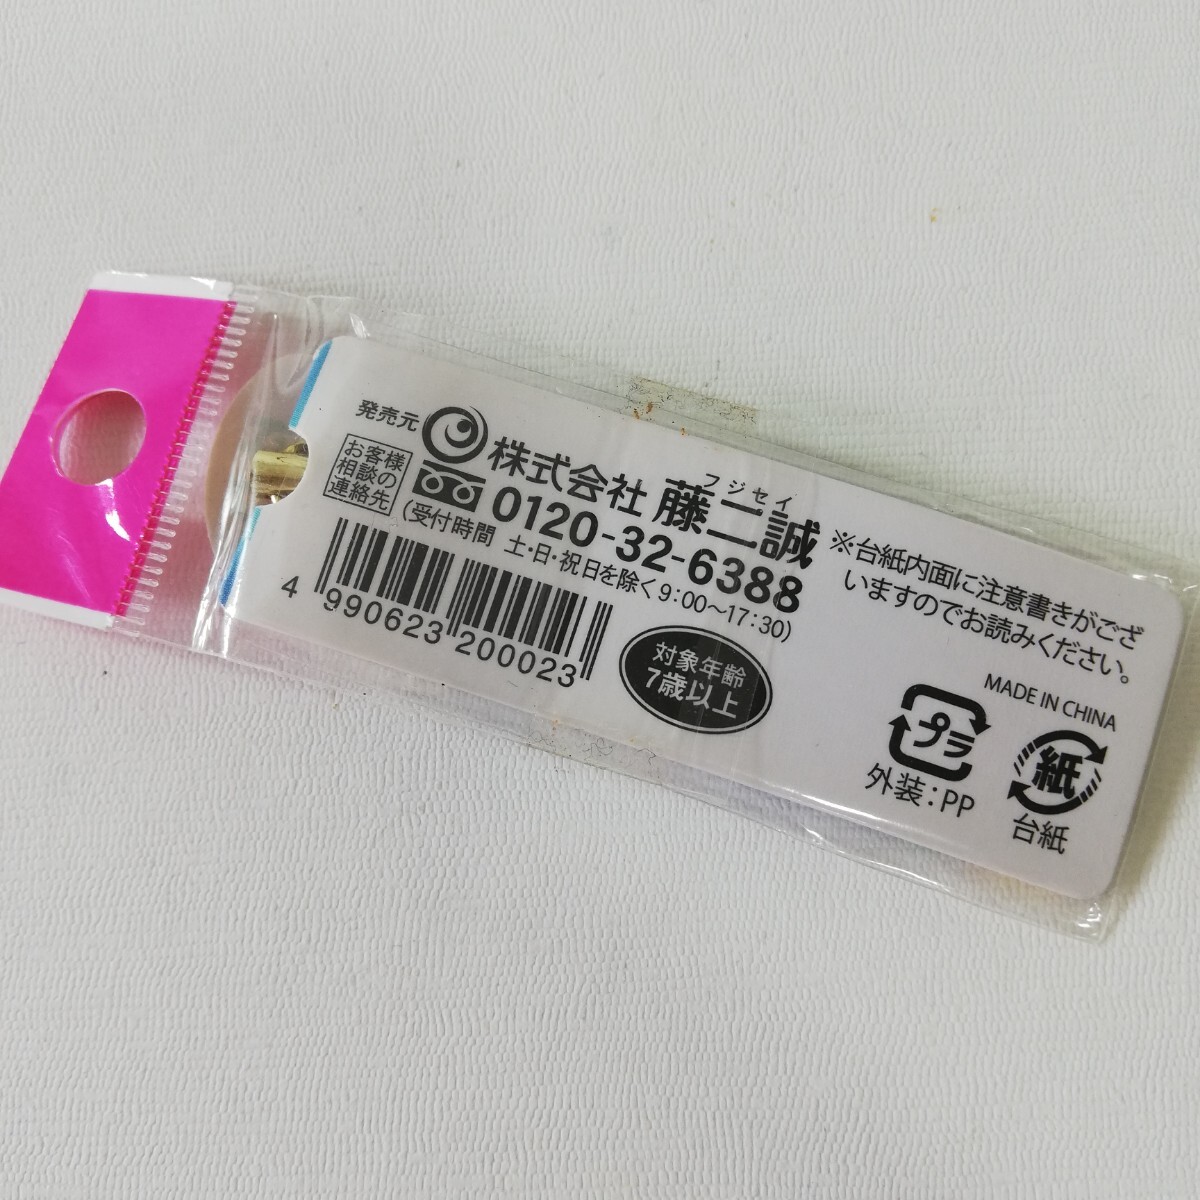 発売元 株式会社 藤二誠
フジセイ
お客様
相談の
連絡先
0120-32-6388
(受付時間 土・日・祝日を除く9:00〜17:30)
4 990623 200023
対象年齢
7歳以上
※台紙内面に注意書きがござ
いますのでお読みください。
MADE IN CHINA
プラ
外装:PP
紙
台紙